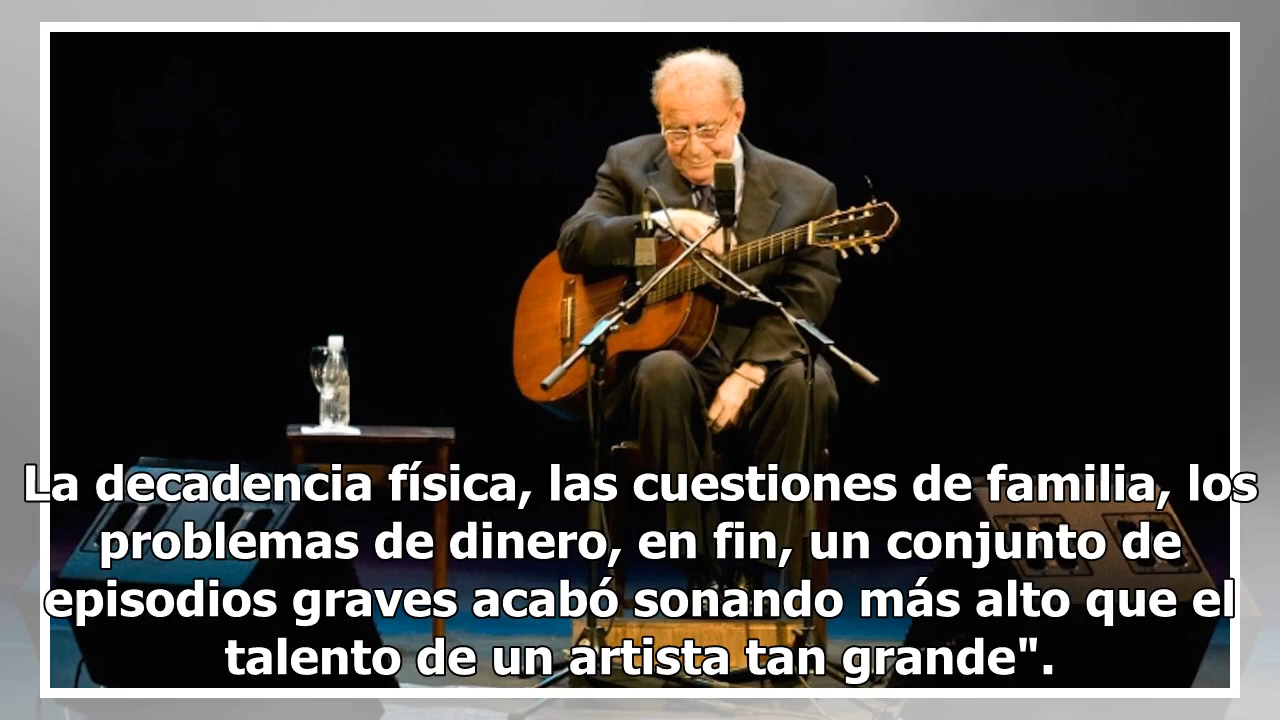 La decadencia física, las cuestiones de familia, los
problemas de dinero, en fin, un conjunto de
episodios graves acabó sonando más alto que el
talento de un artista tan grande".